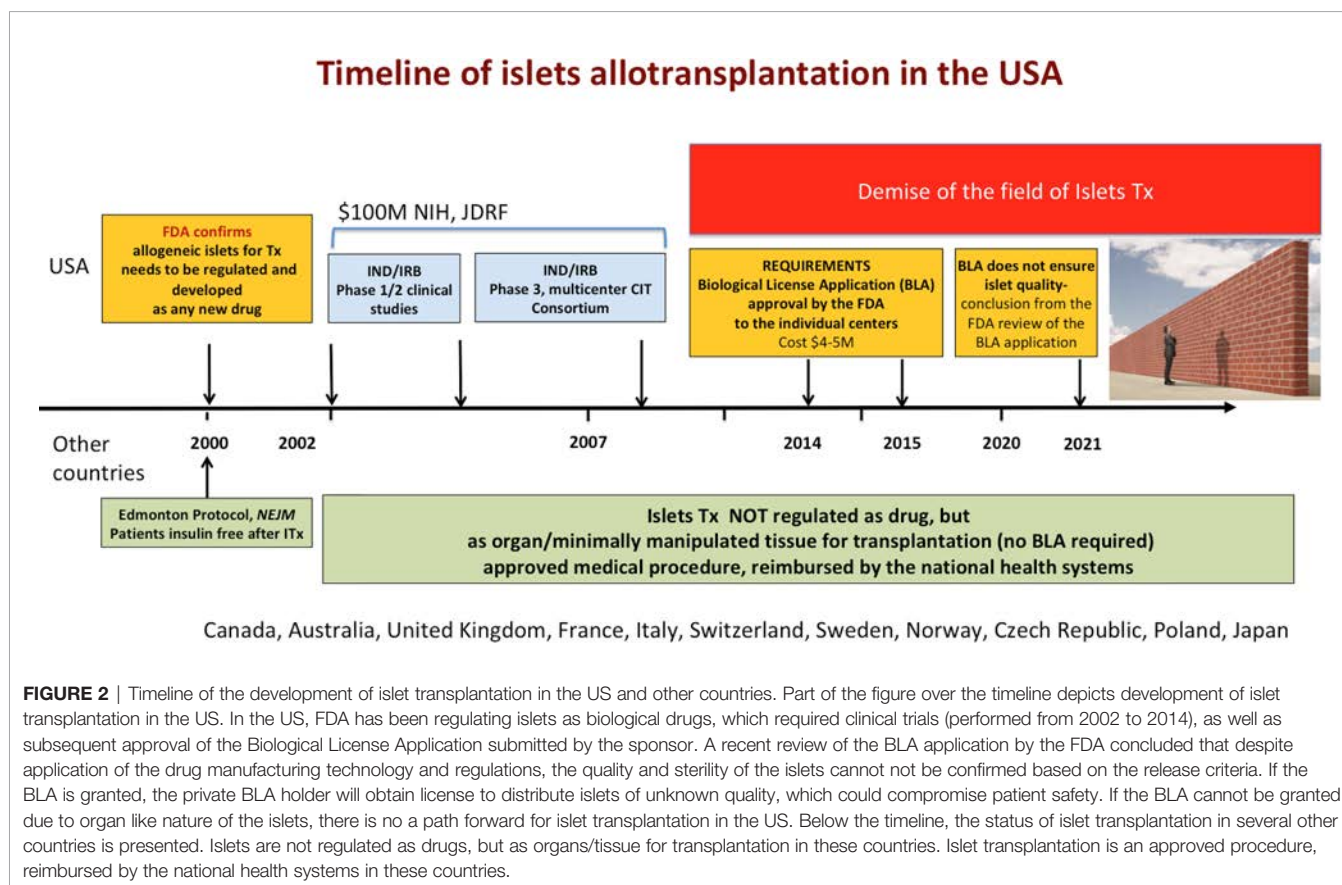 Timeline of islets allotransplantation in the USA
Demise of the field of Islets Tx
$100M NIH, JDRF
USA
FDA confirms
allogeneic islets for Tx
needs to be regulated and
developed
as any new drug
IND/IRB
Phase 1/2 clinical
studies
IND/IRB
Phase 3, multicenter CIT
Consortium
REQUIREMENTS
Biological License Application (BLA)
approval by the FDA
to the individual centers
Cost $4-5M
BLA does not ensure
islet quality-
conclusion from the
FDA review of the
BLA application
Other
countries
2000
2002
2007
2014
2015
2020
2021
Edmonton Protocol, NEJM
Patients insulin free after ITx
Islets Tx NOT regulated as drug, but
as organ/minimally manipulated tissue for transplantation (no BLA required)
approved medical procedure, reimbursed by the national health systems
Canada, Australia, United Kingdom, France, Italy, Switzerland, Sweden, Norway, Czech Republic, Poland, Japan
FIGURE 2 | Timeline of the development of islet transplantation in the US and other countries. Part of the figure over the timeline depicts development of islet
transplantation in the US. In the US, FDA has been regulating islets as biological drugs, which required clinical trials (performed from 2002 to 2014), as well as
subsequent approval of the Biological License Application submitted by the sponsor. A recent review of the BLA application by the FDA concluded that despite
application of the drug manufacturing technology and regulations, the quality and sterility of the islets cannot not be confirmed based on the release criteria. If the
BLA is granted, the private BLA holder will obtain license to distribute islets of unknown quality, which could compromise patient safety. If the BLA cannot be granted
due to organ like nature of the islets, there is no a path forward for islet transplantation in the US. Below the timeline, the status of islet transplantation in several other
countries is presented. Islets are not regulated as drugs, but as organs/tissue for transplantation in these countries. Islet transplantation is an approved procedure,
reimbursed by the national health systems in these countries.